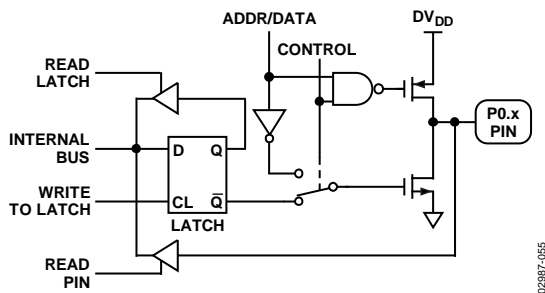 ADDR/DATA
CONTROL
DVDD
READ
LATCH
P0.x
PIN
INTERNAL
BUS
D Q
WRITE
TO LATCH
CL Q̅
LATCH
READ
PIN
02987-055